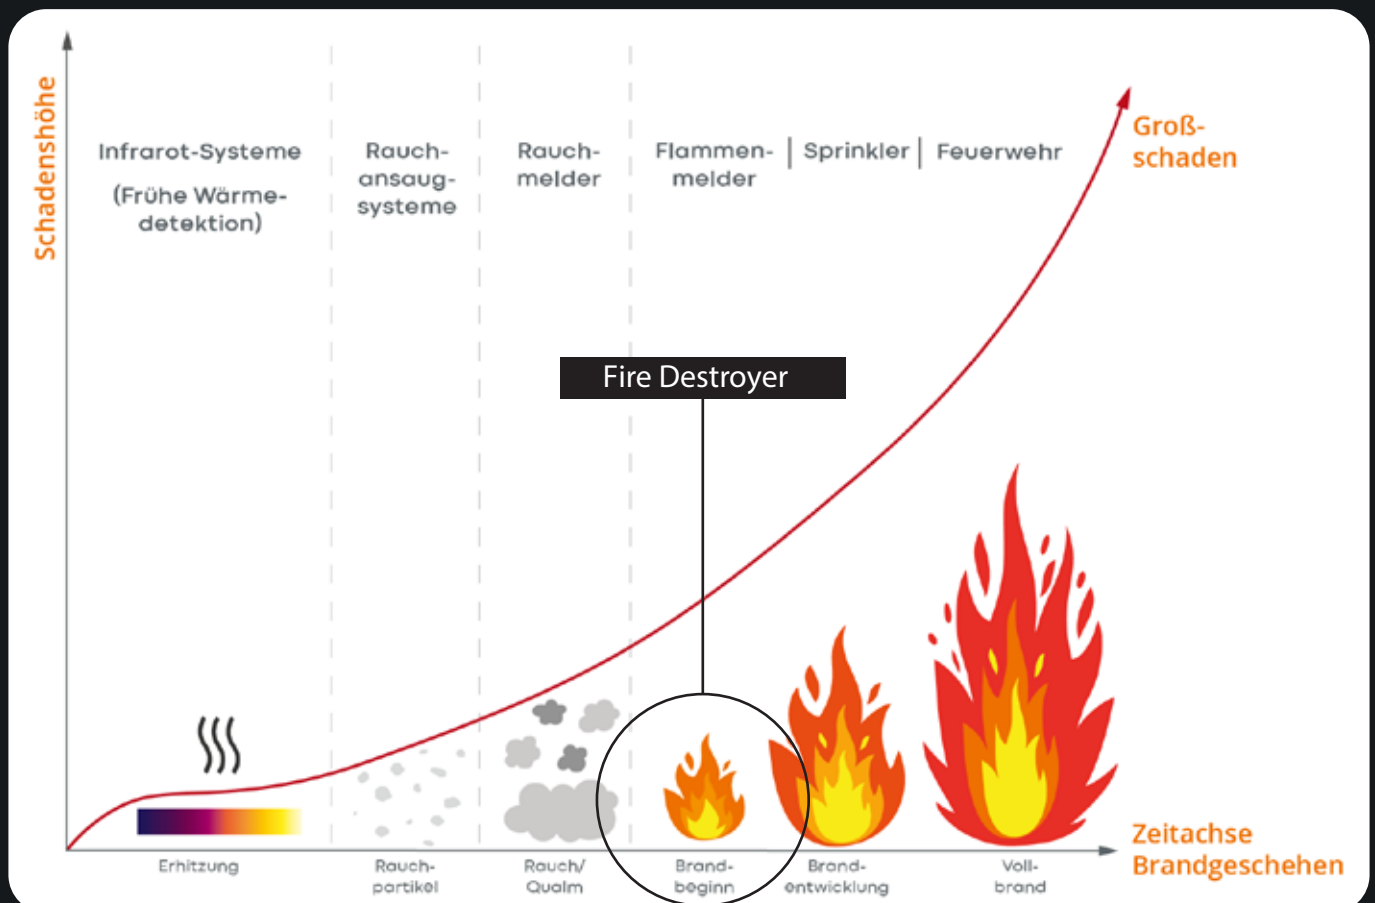 Schadenshöhe
Infrarot-Systeme
(Frühe Wärme-
detektion)
Rauch-
ansaug-
systeme
Rauch-
melder
Flammen-
melder
Sprinkler
Feuerwehr
Groß-
schaden
Fire Destroyer
Erhitzung
Rauch-
partikel
Rauch/
Qualm
Brand-
beginn
Brand-
entwicklung
Voll-
brand
Zeitachse
Brandgeschehen